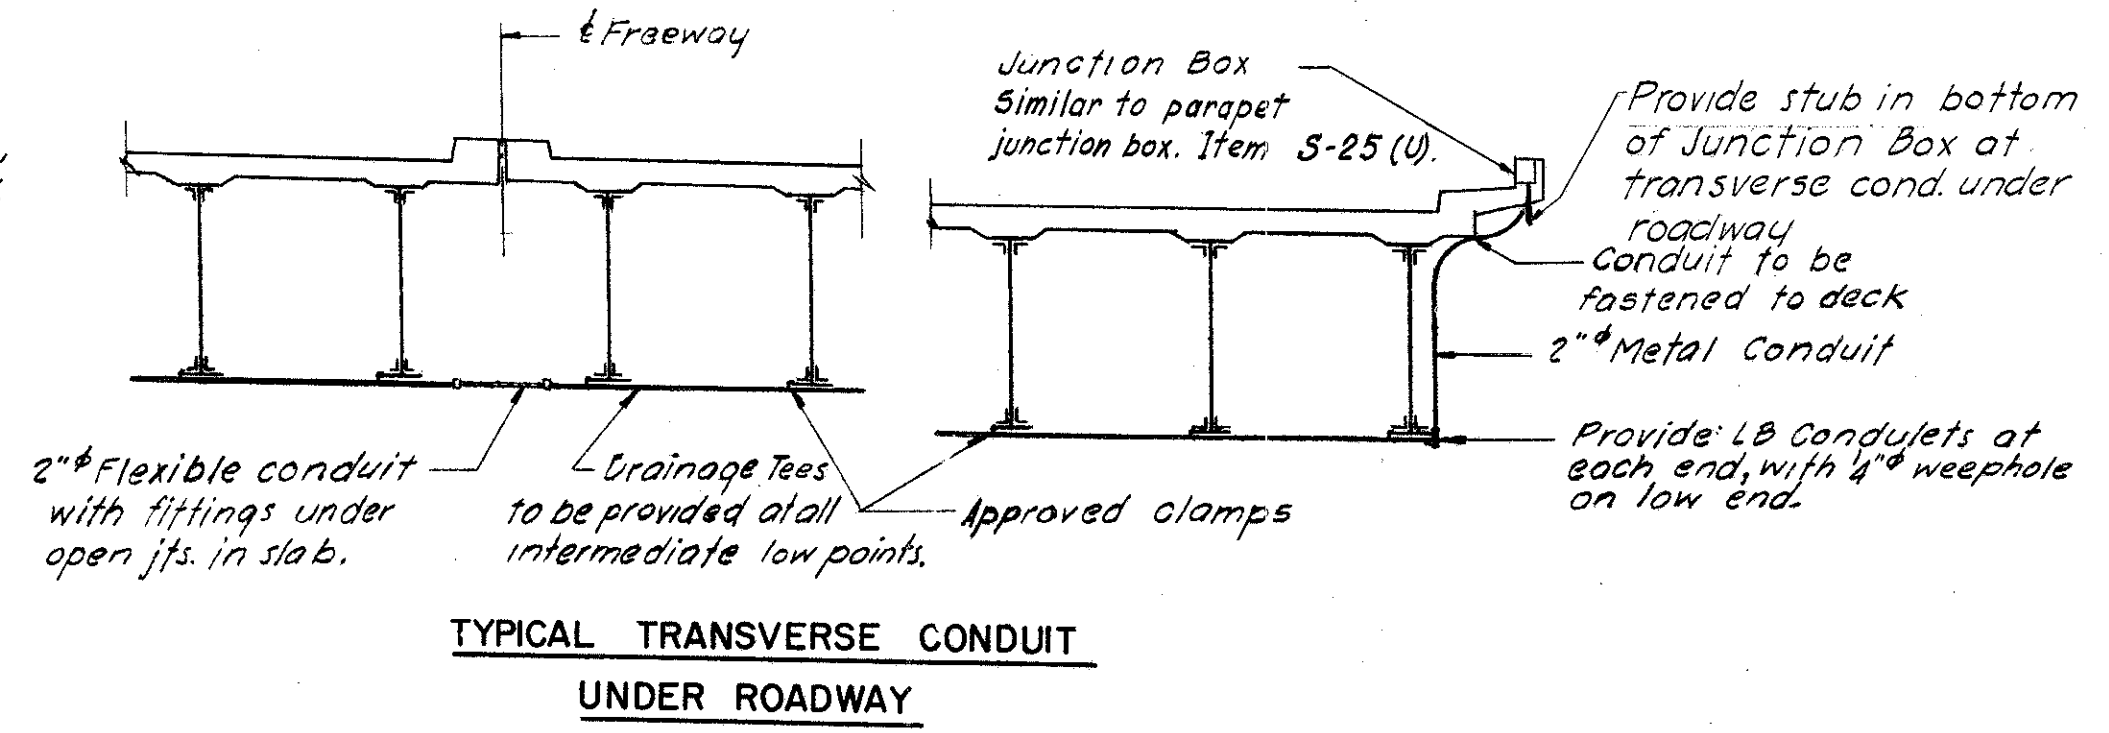 ℄ Freeway
Junction Box
Similar to parapet
junction box. Item S-25 (U).
Provide stub in bottom
of Junction Box at
transverse cond. under
roadway
Conduit to be
fastened to deck
2"ϕ Metal Conduit
Provide LB Condulets at
each end, with ¼"ϕ weephole
on low end.
2"ϕ Flexible conduit
with fittings under
open jts. in slab.
Drainage Tees
to be provided at all
intermediate low points.
Approved clamps
TYPICAL TRANSVERSE CONDUIT
UNDER ROADWAY